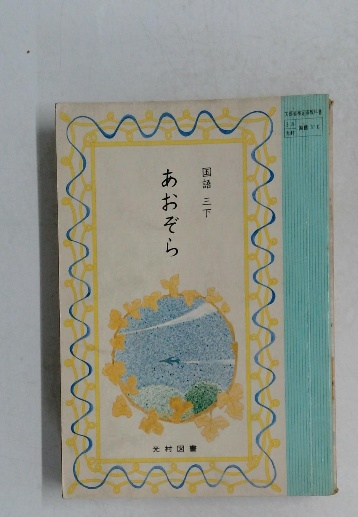 国語 三下
あおぞら
光村図書